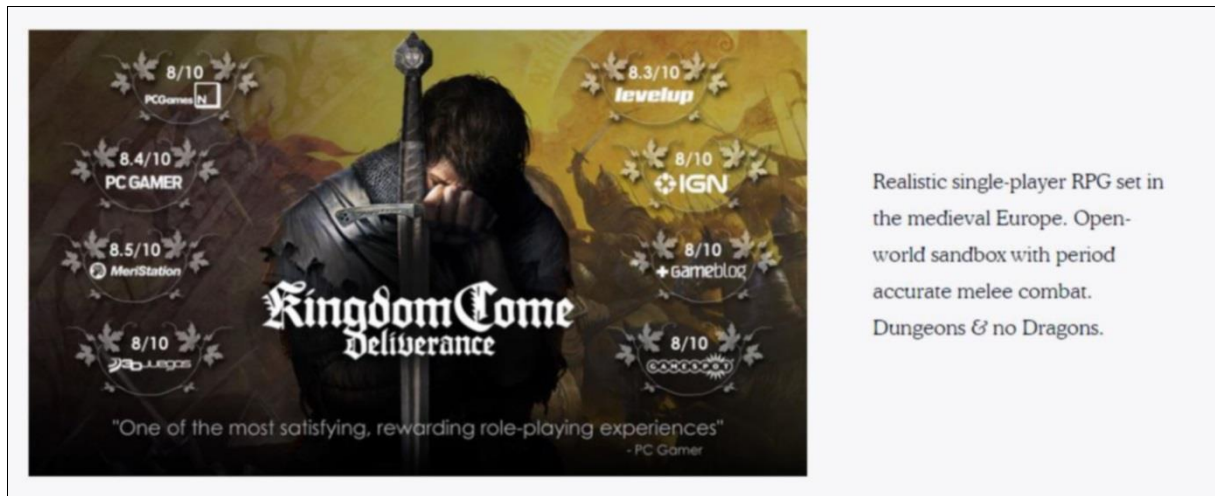 8/10
PCGames N
8.4/10
PC GAMER
8.5/10
MeriStation
8/10
3DJUEGOS
8.3/10
levelup
8/10
IGN
8/10
+Gameblog
8/10
GAMESPOT
Kingdom Come
Deliverance
"One of the most satisfying, rewarding role-playing experiences"
- PC Gamer
Realistic single-player RPG set in
the medieval Europe. Open-
world sandbox with period
accurate melee combat.
Dungeons & no Dragons.